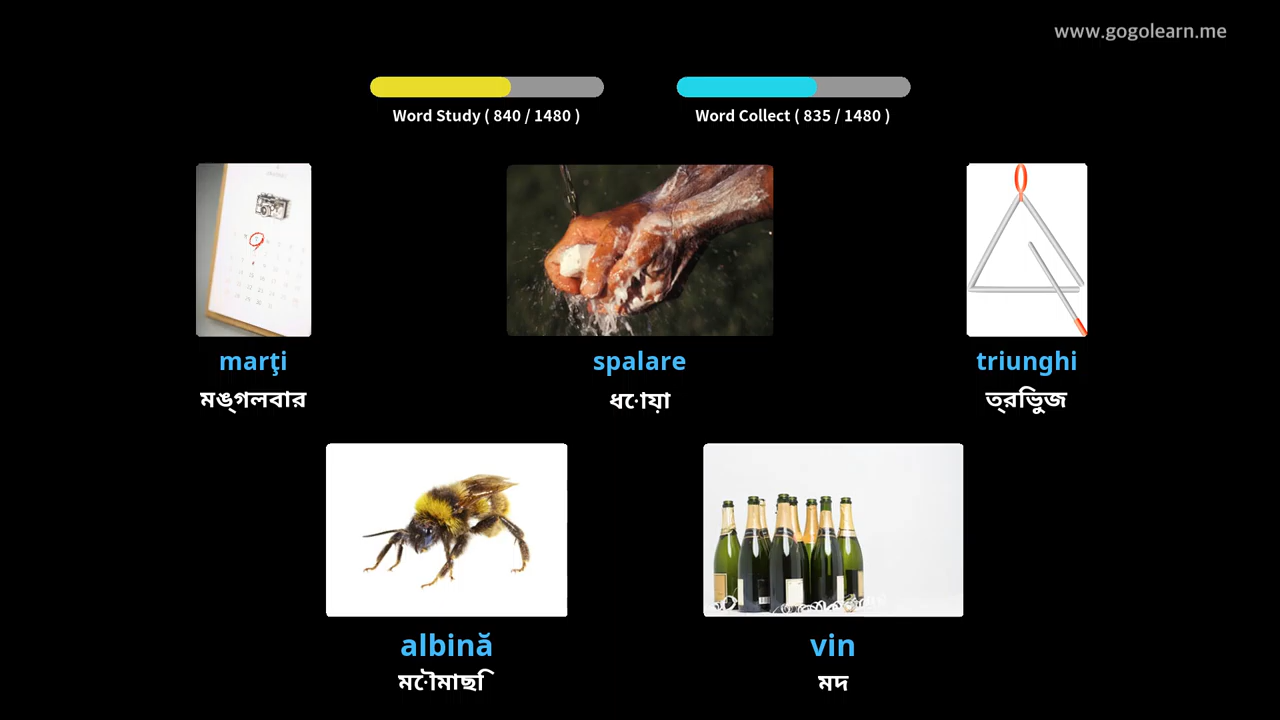 www.gogolearn.me
Word Study ( 840 / 1480 )
Word Collect ( 835 / 1480 )
marţi
মঙ্গলবার
spalare
ধোয়া
triunghi
ত্রিভুজ
albină
মৌমাছি
vin
মদ